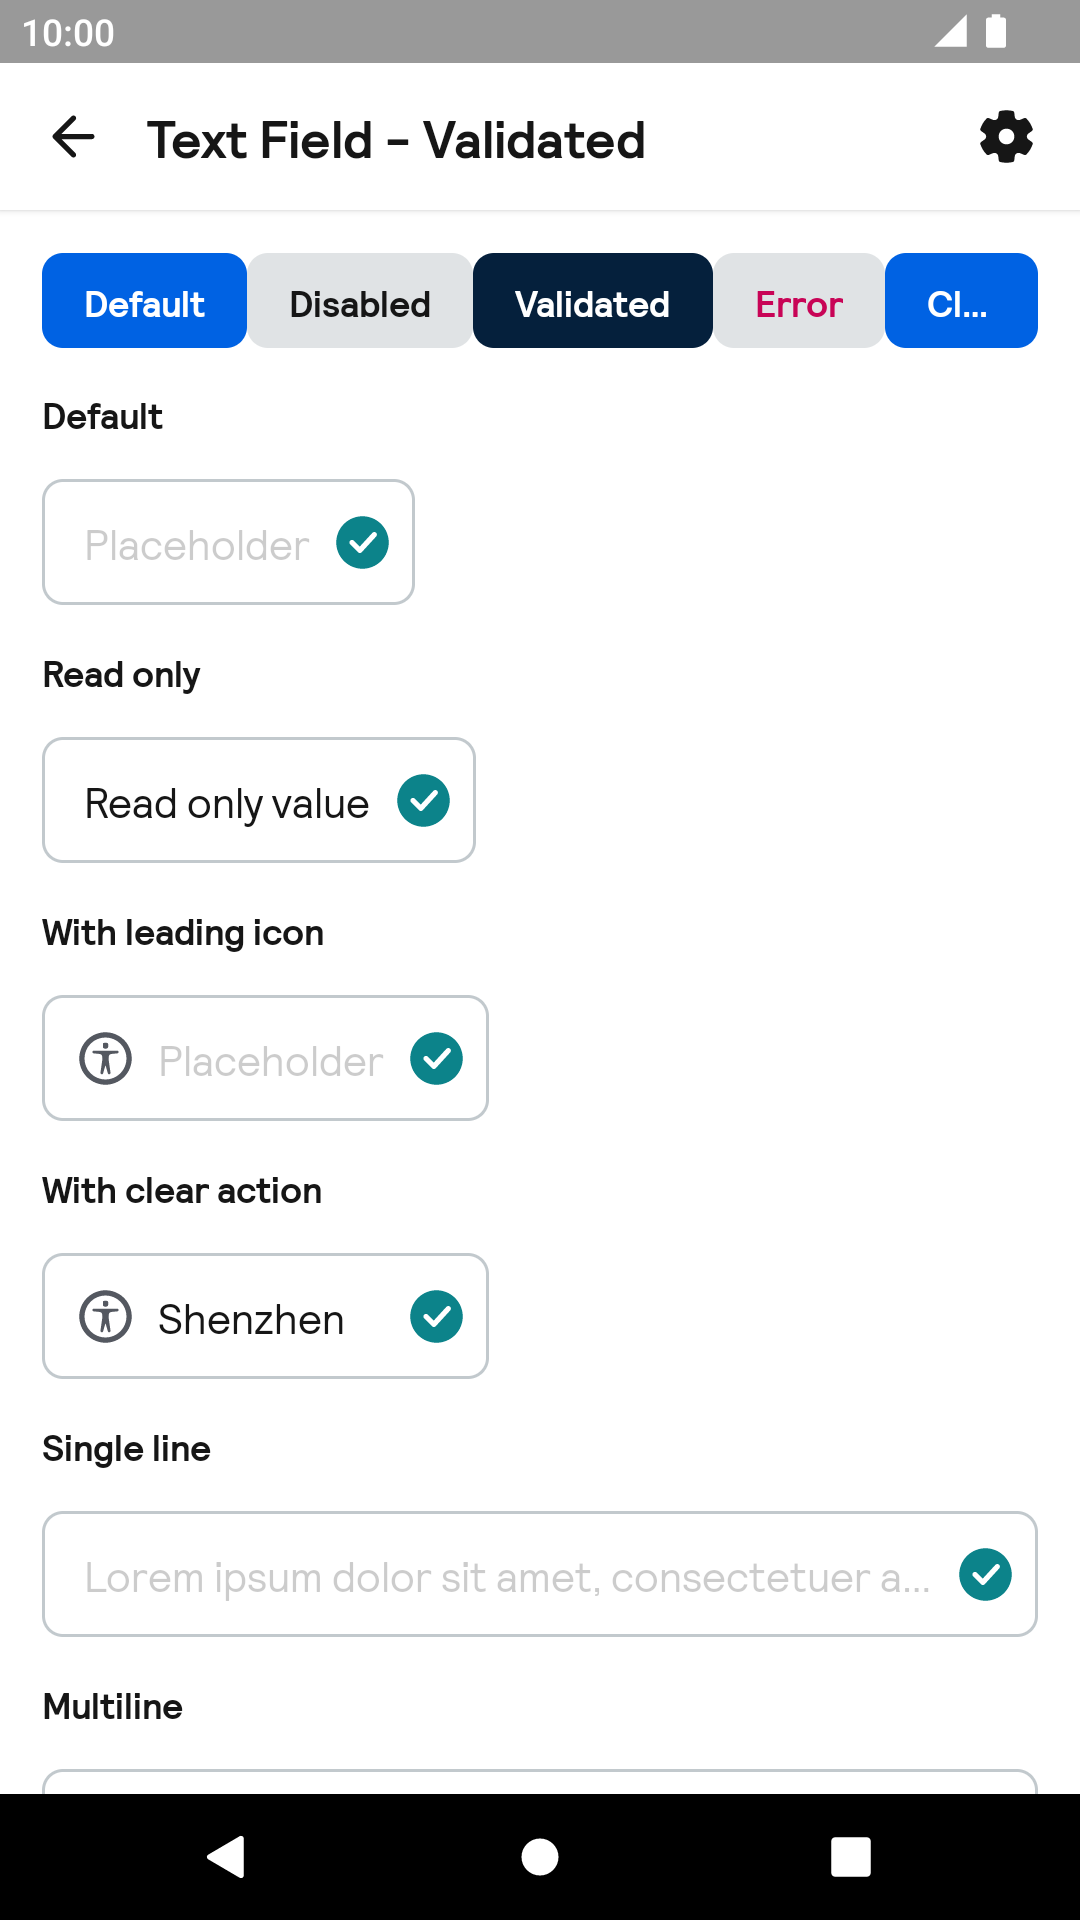 10:00
Text Field - Validated
Default Disabled Validated Error Cl...
Default
Placeholder
Read only
Read only value
With leading icon
Placeholder
With clear action
Shenzhen
Single line
Lorem ipsum dolor sit amet, consectetuer a...
Multiline